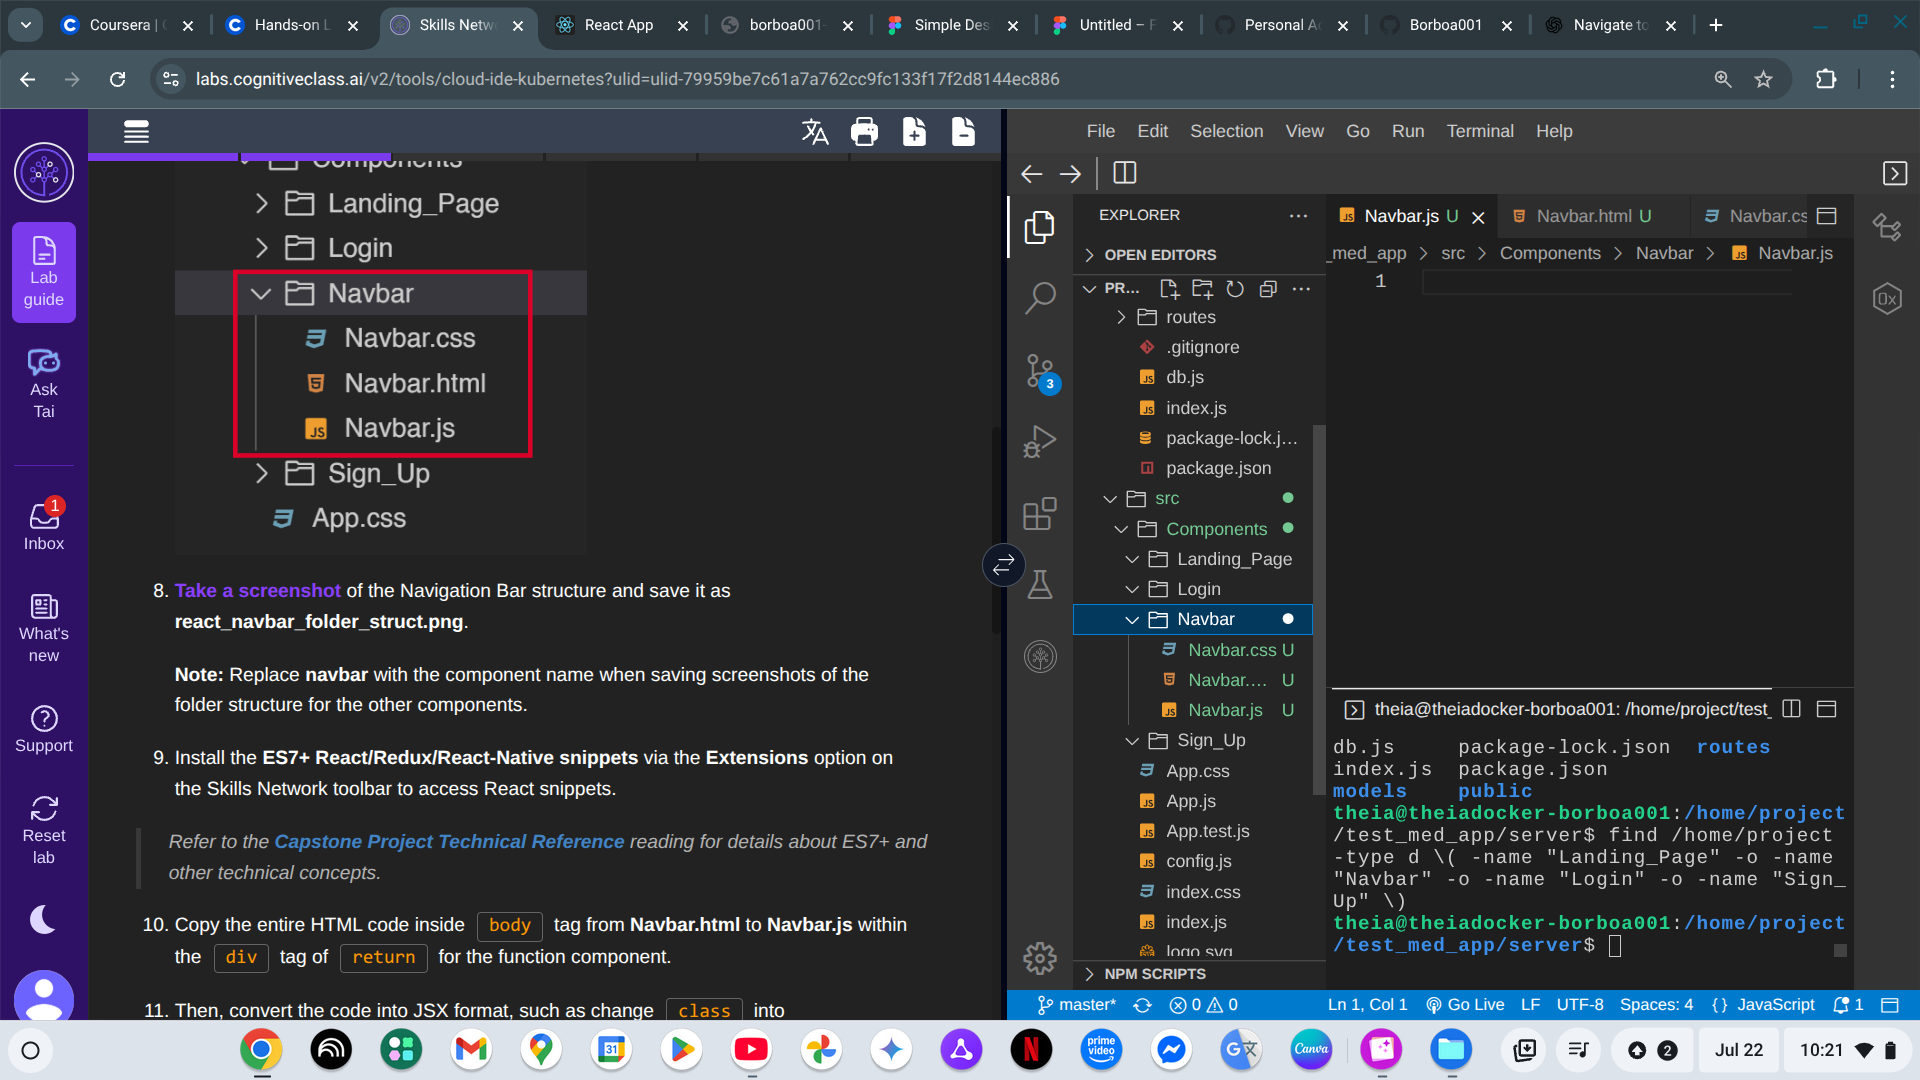 Coursera |
Hands-on L
Skills Netw
React App
borboa001-
Simple Des
Untitled – F
Personal Ac
Borboa001
Navigate to
labs.cognitiveclass.ai/v2/tools/cloud-ide-kubernetes?ulid=ulid-79959be7c61a7a762cc9fc133f17f2d8144ec886
Lab
guide
Ask
Tai
1
Inbox
What's
new
Support
Reset
lab
Components
Landing_Page
Login
Navbar
Navbar.css
Navbar.html
Navbar.js
Sign_Up
App.css
8. Take a screenshot of the Navigation Bar structure and save it as
react_navbar_folder_struct.png.
Note: Replace navbar with the component name when saving screenshots of the
folder structure for the other components.
9. Install the ES7+ React/Redux/React-Native snippets via the Extensions option on
the Skills Network toolbar to access React snippets.
Refer to the Capstone Project Technical Reference reading for details about ES7+ and
other technical concepts.
10. Copy the entire HTML code inside body tag from Navbar.html to Navbar.js within
the div tag of return for the function component.
11. Then, convert the code into JSX format, such as change class into
File Edit Selection View Go Run Terminal Help
EXPLORER
OPEN EDITORS
PR...
routes
.gitignore
db.js
index.js
package-lock.j...
package.json
src
Components
Landing_Page
Login
Navbar
Navbar.css U
Navbar.... U
Navbar.js U
Sign_Up
App.css
App.js
App.test.js
config.js
index.css
index.js
logo.svg
NPM SCRIPTS
3
Navbar.js U
Navbar.html U
Navbar.cs
_med_app > src > Components > Navbar > Navbar.js
1
theia@theiadocker-borboa001: /home/project/test_
db.js package-lock.json routes
index.js package.json
models public
theia@theiadocker-borboa001:/home/project
/test_med_app/server$ find /home/project
-type d \( -name "Landing_Page" -o -name
"Navbar" -o -name "Login" -o -name "Sign_
Up" \)
theia@theiadocker-borboa001:/home/project
/test_med_app/server$
master* 0 0 Ln 1, Col 1 Go Live LF UTF-8 Spaces: 4 {} JavaScript 1
31
N
prime
video
G
Canva
2
Jul 22
10:21